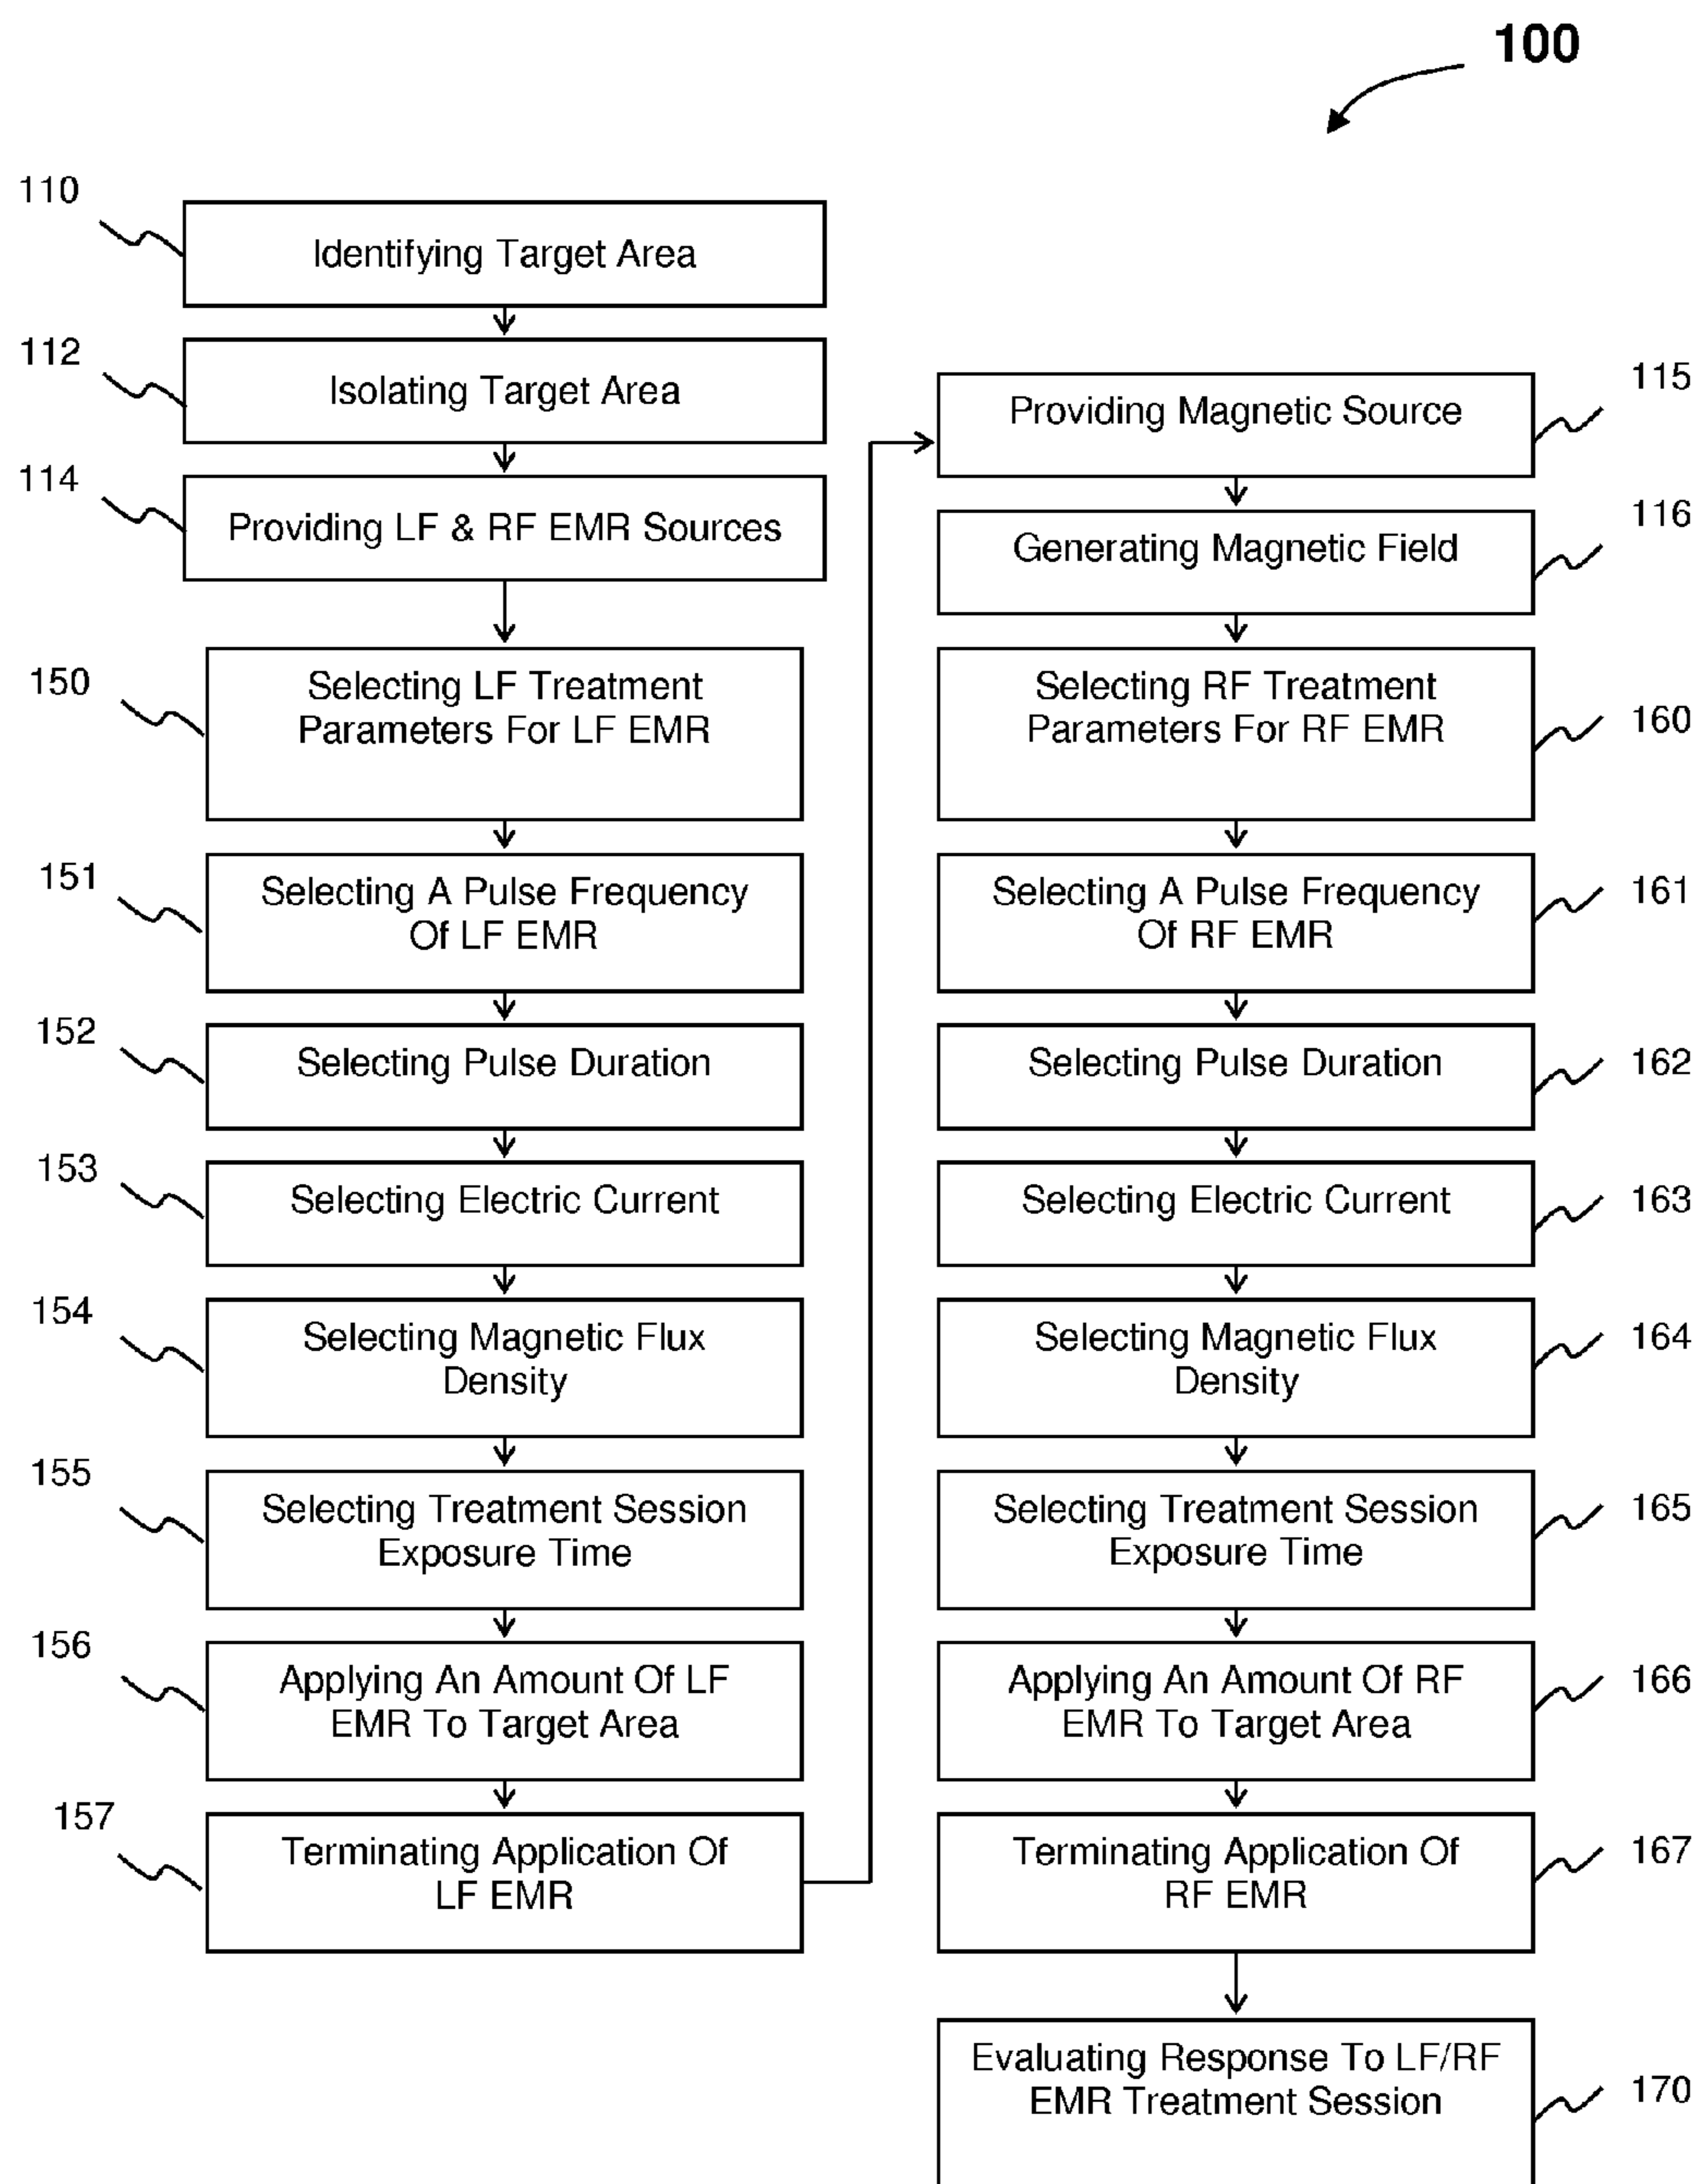 100
110
Identifying Target Area
112
Isolating Target Area
114
Providing LF & RF EMR Sources
150
Selecting LF Treatment
Parameters For LF EMR
151
Selecting A Pulse Frequency
Of LF EMR
152
Selecting Pulse Duration
153
Selecting Electric Current
154
Selecting Magnetic Flux
Density
155
Selecting Treatment Session
Exposure Time
156
Applying An Amount Of LF
EMR To Target Area
157
Terminating Application Of
LF EMR
Providing Magnetic Source
115
Generating Magnetic Field
116
Selecting RF Treatment
Parameters For RF EMR
160
Selecting A Pulse Frequency
Of RF EMR
161
Selecting Pulse Duration
162
Selecting Electric Current
163
Selecting Magnetic Flux
Density
164
Selecting Treatment Session
Exposure Time
165
Applying An Amount Of RF
EMR To Target Area
166
Terminating Application Of
RF EMR
167
Evaluating Response To LF/RF
EMR Treatment Session
170